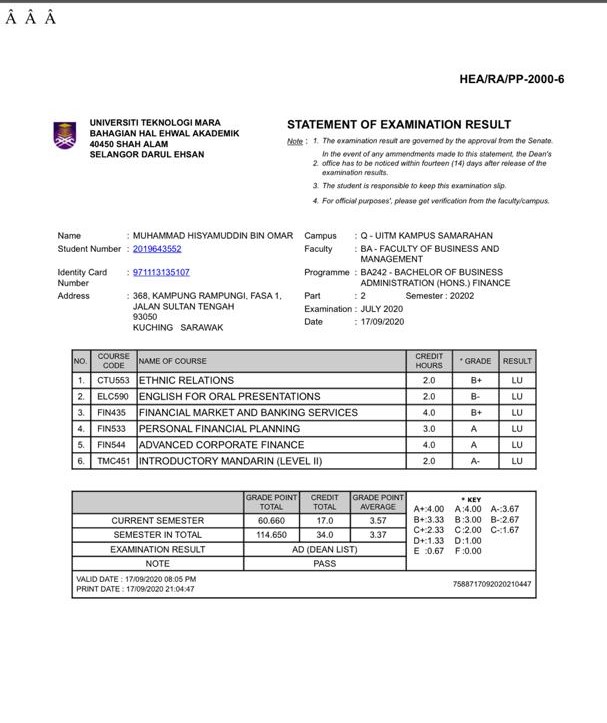 Â Â Â
HEA/RA/PP-2000-6
UNIVERSITI TEKNOLOGI MARA
BAHAGIAN HAL EHWAL AKADEMIK
40450 SHAH ALAM
SELANGOR DARUL EHSAN
STATEMENT OF EXAMINATION RESULT
Note : 1. The examination result are governed by the approval from the Senate.
In the event of any ammendments made to this statement, the Dean's
2. office has to be noticed within fourteen (14) days after release of the
examination results.
3. The student is responsible to keep this examination slip.
4. For official purposes', please get verification from the faculty/campus.
Name : MUHAMMAD HISYAMUDDIN BIN OMAR
Student Number : 2019643552
Identity Card
Number : 971113135107
Address : 368, KAMPUNG RAMPUNGI, FASA 1,
JALAN SULTAN TENGAH
93050
KUCHING SARAWAK
Campus : Q - UITM KAMPUS SAMARAHAN
Faculty : BA - FACULTY OF BUSINESS AND
MANAGEMENT
Programme : BA242 - BACHELOR OF BUSINESS
ADMINISTRATION (HONS.) FINANCE
Part : 2 Semester : 20202
Examination : JULY 2020
Date : 17/09/2020
NO. COURSE CODE NAME OF COURSE CREDIT HOURS * GRADE RESULT
1. CTU553 ETHNIC RELATIONS 2.0 B+ LU
2. ELC590 ENGLISH FOR ORAL PRESENTATIONS 2.0 B- LU
3. FIN435 FINANCIAL MARKET AND BANKING SERVICES 4.0 B+ LU
4. FIN533 PERSONAL FINANCIAL PLANNING 3.0 A LU
5. FIN544 ADVANCED CORPORATE FINANCE 4.0 A LU
6. TMC451 INTRODUCTORY MANDARIN (LEVEL II) 2.0 A- LU
GRADE POINT TOTAL CREDIT TOTAL GRADE POINT AVERAGE
CURRENT SEMESTER 60.660 17.0 3.57
SEMESTER IN TOTAL 114.650 34.0 3.37
EXAMINATION RESULT AD (DEAN LIST)
NOTE PASS
* KEY
A+:4.00 A :4.00 A-:3.67
B+:3.33 B :3.00 B-:2.67
C+:2.33 C :2.00 C-:1.67
D+:1.33 D :1.00
E :0.67 F :0.00
VALID DATE : 17/09/2020 08:05 PM
PRINT DATE : 17/09/2020 21:04:47
7588717092020210447